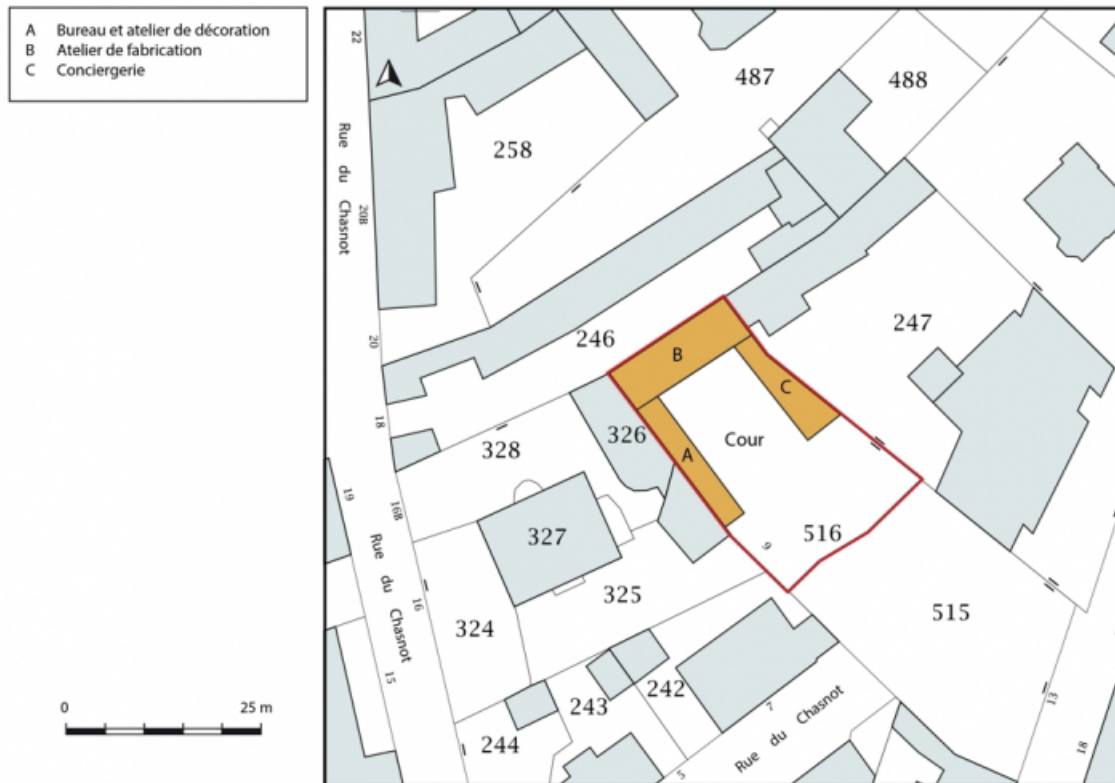 A Bureau et atelier de décoration
B Atelier de fabrication
C Conciergerie
22
Rue du Chasnot
20B
258
487
488
20
246
247
B
C
18
328
326
A
Cour
19
16B
327
9
516
Rue du Chasnot
16
325
324
515
15
243
242
244
7
Rue du Chasnot
5
13
18
0 25 m